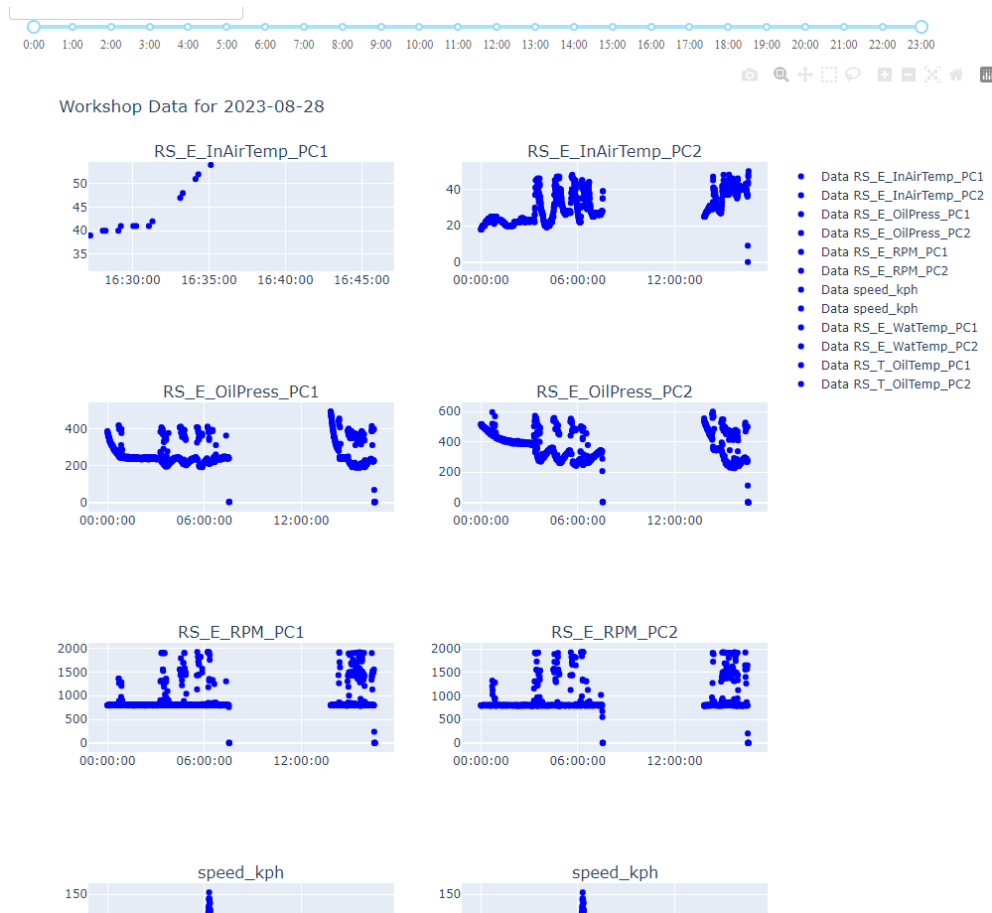 0:00 1:00 2:00 3:00 4:00 5:00 6:00 7:00 8:00 9:00 10:00 11:00 12:00 13:00 14:00 15:00 16:00 17:00 18:00 19:00 20:00 21:00 22:00 23:00
Workshop Data for 2023-08-28
RS_E_InAirTemp_PC1
50
45
40
35
16:30:00 16:35:00 16:40:00 16:45:00
RS_E_InAirTemp_PC2
40
20
0
00:00:00 06:00:00 12:00:00
Data RS_E_InAirTemp_PC1
Data RS_E_InAirTemp_PC2
Data RS_E_OilPress_PC1
Data RS_E_OilPress_PC2
Data RS_E_RPM_PC1
Data RS_E_RPM_PC2
Data speed_kph
Data speed_kph
Data RS_E_WatTemp_PC1
Data RS_E_WatTemp_PC2
Data RS_T_OilTemp_PC1
Data RS_T_OilTemp_PC2
RS_E_OilPress_PC1
400
200
0
00:00:00 06:00:00 12:00:00
RS_E_OilPress_PC2
600
400
200
0
00:00:00 06:00:00 12:00:00
RS_E_RPM_PC1
2000
1500
1000
500
0
00:00:00 06:00:00 12:00:00
RS_E_RPM_PC2
2000
1500
1000
500
0
00:00:00 06:00:00 12:00:00
speed_kph
150
speed_kph
150